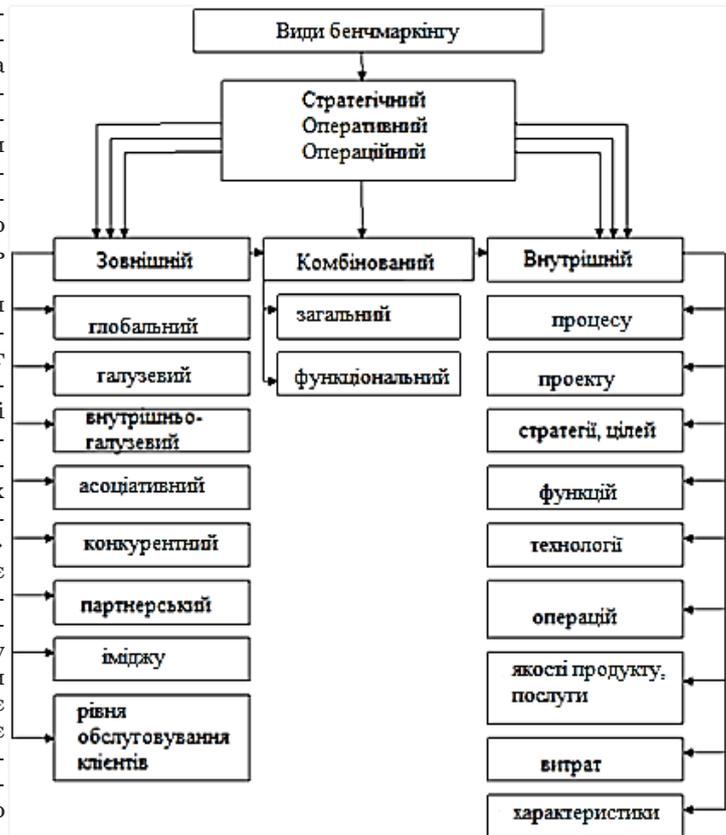 Види бенчмаркінгу
Стратегічний
Оперативний
Операційний
Зовнішній
Комбінований
Внутрішній
глобальний
галузевий
внутрішньо-
галузевий
асоціативний
конкурентний
партнерський
іміджу
рівня
обслуговування
клієнтів
загальний
функціональний
процесу
проекту
стратегії, цілей
функцій
технології
операцій
якості продукту,
послуги
витрат
характеристики